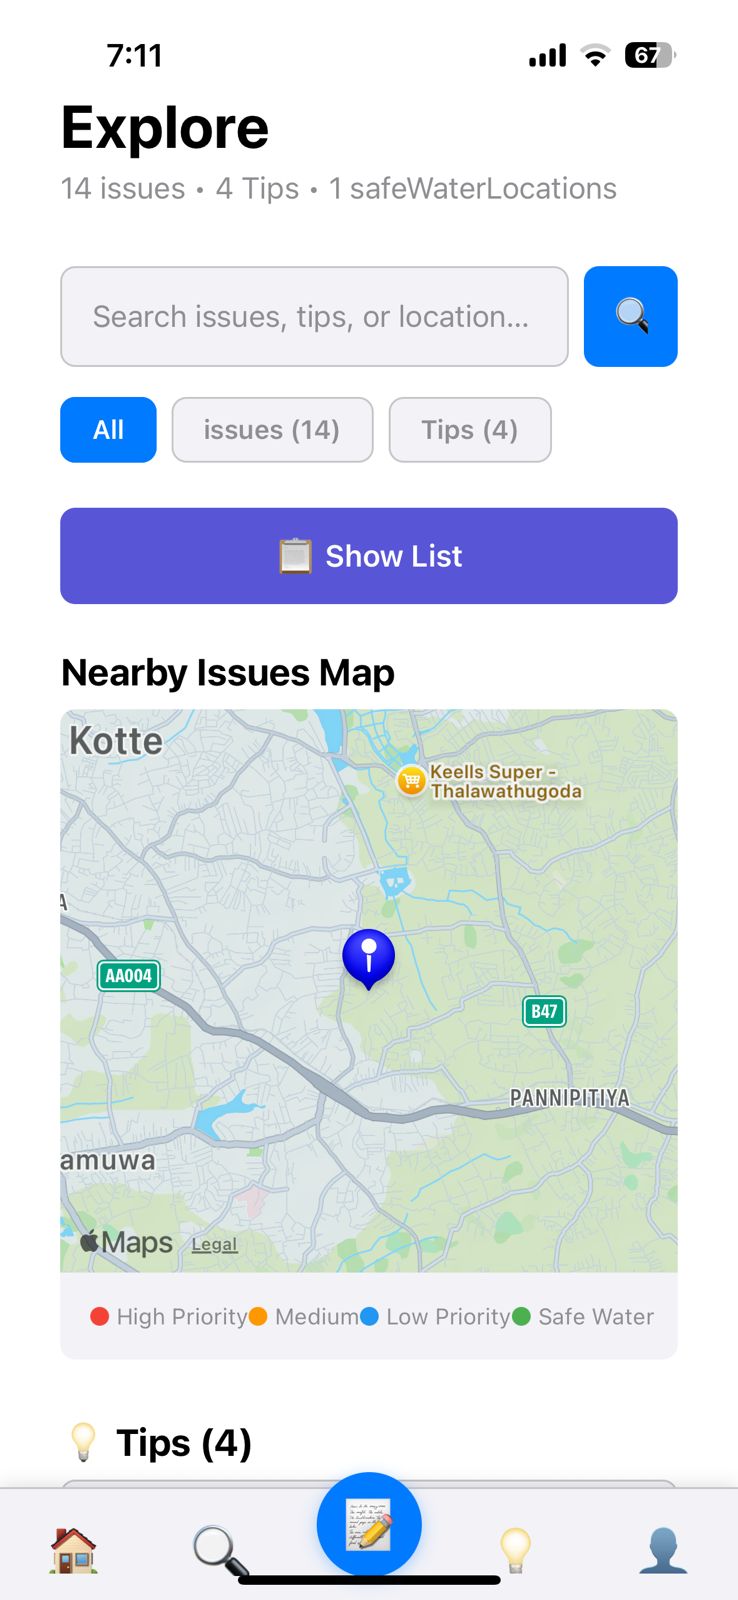 7:11
67
Explore
14 issues • 4 Tips • 1 safeWaterLocations
Search issues, tips, or location...
All
issues (14)
Tips (4)
Show List
Nearby Issues Map
Kotte
Keells Super -
Thalawathugoda
A
AA004
B47
PANNIPITIYA
amuwa
Maps
Legal
High Priority
Medium
Low Priority
Safe Water
Tips (4)